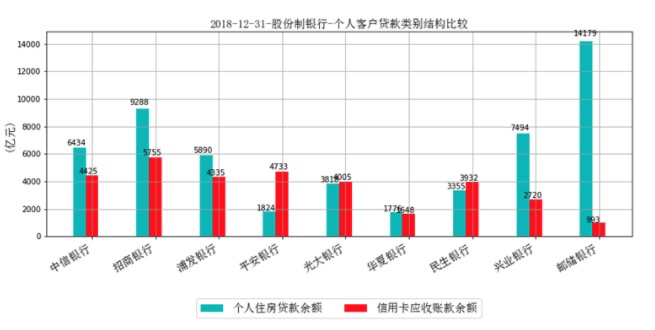 2018-12-31-股份制银行-个人客户贷款类别结构比较
(亿元)
14000
12000
10000
8000
6000
4000
2000
0
6434
4425
9288
5755
5890
4335
1824
4733
4005
1776
1648
3355
3932
7494
2720
14179
993
中信银行
招商银行
浦发银行
平安银行
光大银行
华夏银行
民生银行
兴业银行
邮储银行
个人住房贷款余额 信用卡应收账款余额